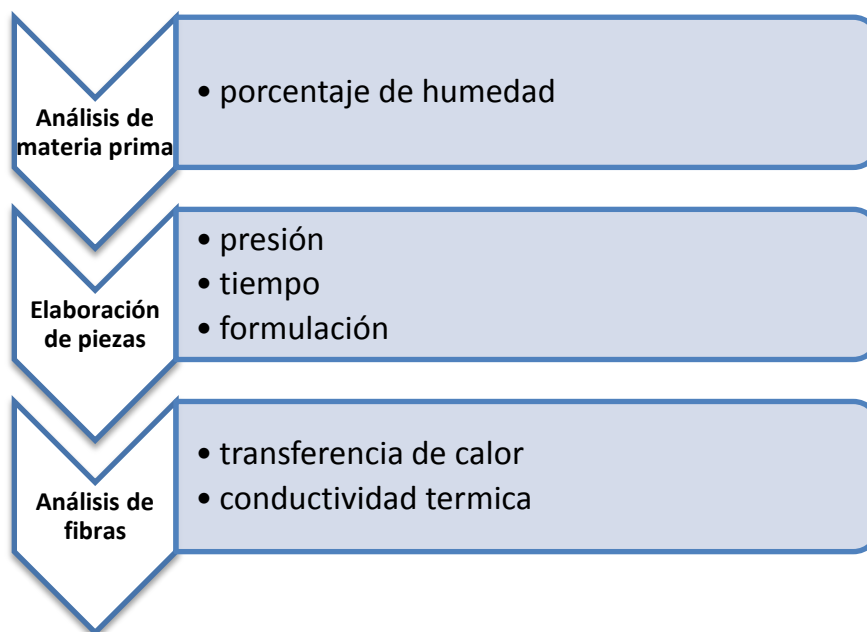 Análisis de
materia prima
• porcentaje de humedad
Elaboración
de piezas
• presión
• tiempo
• formulación
Análisis de
fibras
• transferencia de calor
• conductividad termica